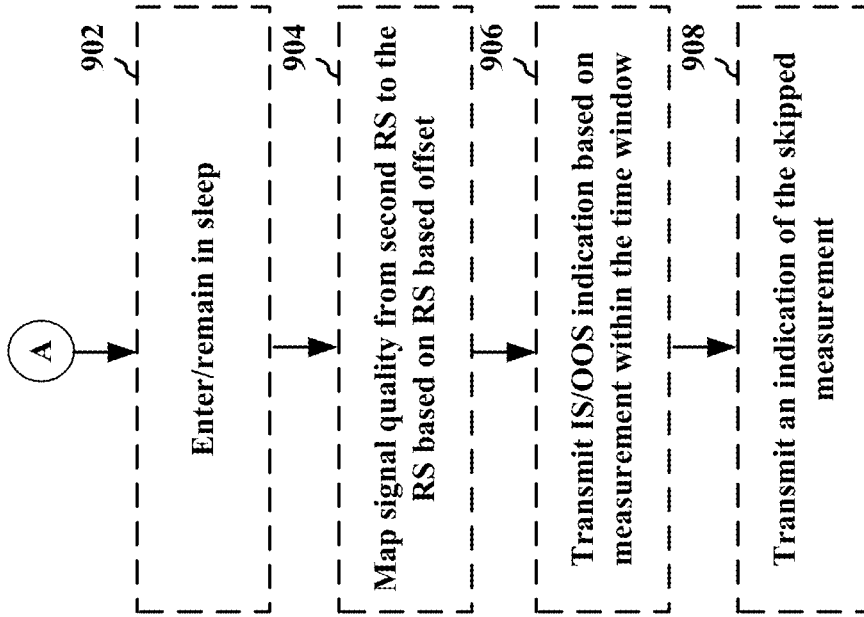 A
902
Enter/remain in sleep
904
Map signal quality from second RS to the
RS based on RS based offset
906
Transmit IS/OOS indication based on
measurement within the time window
908
Transmit an indication of the skipped
measurement